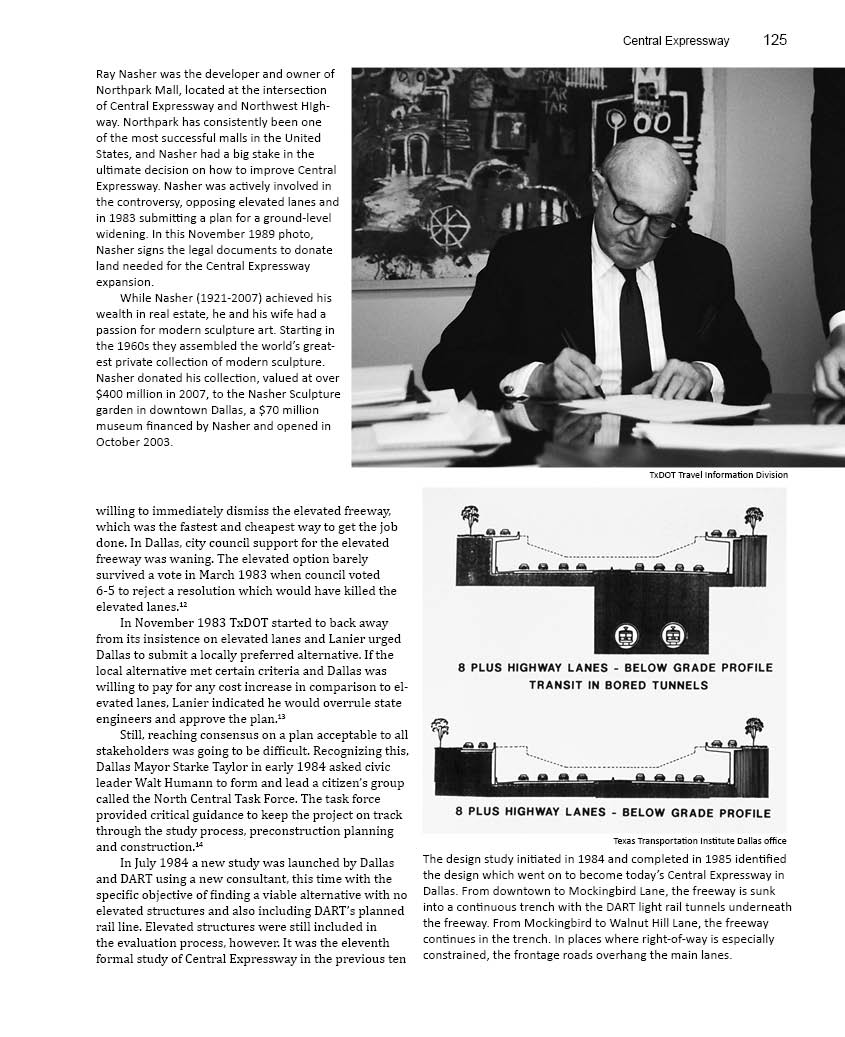 Central Expressway 125
Ray Nasher was the developer and owner of
Northpark Mall, located at the intersection
of Central Expressway and Northwest HIgh-
way. Northpark has consistently been one
of the most successful malls in the United
States, and Nasher had a big stake in the
ultimate decision on how to improve Central
Expressway. Nasher was actively involved in
the controversy, opposing elevated lanes and
in 1983 submitting a plan for a ground-level
widening. In this November 1989 photo,
Nasher signs the legal documents to donate
land needed for the Central Expressway
expansion.
While Nasher (1921-2007) achieved his
wealth in real estate, he and his wife had a
passion for modern sculpture art. Starting in
the 1960s they assembled the world's great-
est private collection of modern sculpture.
Nasher donated his collection, valued at over
$400 million in 2007, to the Nasher Sculpture
garden in downtown Dallas, a $70 million
museum financed by Nasher and opened in
October 2003.
TAR
TAR
TAR
TxDOT Travel Information Division
willing to immediately dismiss the elevated freeway,
which was the fastest and cheapest way to get the job
done. In Dallas, city council support for the elevated
freeway was waning. The elevated option barely
survived a vote in March 1983 when council voted
6-5 to reject a resolution which would have killed the
elevated lanes.¹²
In November 1983 TxDOT started to back away
from its insistence on elevated lanes and Lanier urged
Dallas to submit a locally preferred alternative. If the
local alternative met certain criteria and Dallas was
willing to pay for any cost increase in comparison to el-
evated lanes, Lanier indicated he would overrule state
engineers and approve the plan.¹³
Still, reaching consensus on a plan acceptable to all
stakeholders was going to be difficult. Recognizing this,
Dallas Mayor Starke Taylor in early 1984 asked civic
leader Walt Humann to form and lead a citizen's group
called the North Central Task Force. The task force
provided critical guidance to keep the project on track
through the study process, preconstruction planning
and construction.¹⁴
In July 1984 a new study was launched by Dallas
and DART using a new consultant, this time with the
specific objective of finding a viable alternative with no
elevated structures and also including DART's planned
rail line. Elevated structures were still included in
the evaluation process, however. It was the eleventh
formal study of Central Expressway in the previous ten
8 PLUS HIGHWAY LANES - BELOW GRADE PROFILE
TRANSIT IN BORED TUNNELS
8 PLUS HIGHWAY LANES - BELOW GRADE PROFILE
Texas Transportation Institute Dallas office
The design study initiated in 1984 and completed in 1985 identified
the design which went on to become today's Central Expressway in
Dallas. From downtown to Mockingbird Lane, the freeway is sunk
into a continuous trench with the DART light rail tunnels underneath
the freeway. From Mockingbird to Walnut Hill Lane, the freeway
continues in the trench. In places where right-of-way is especially
constrained, the frontage roads overhang the main lanes.